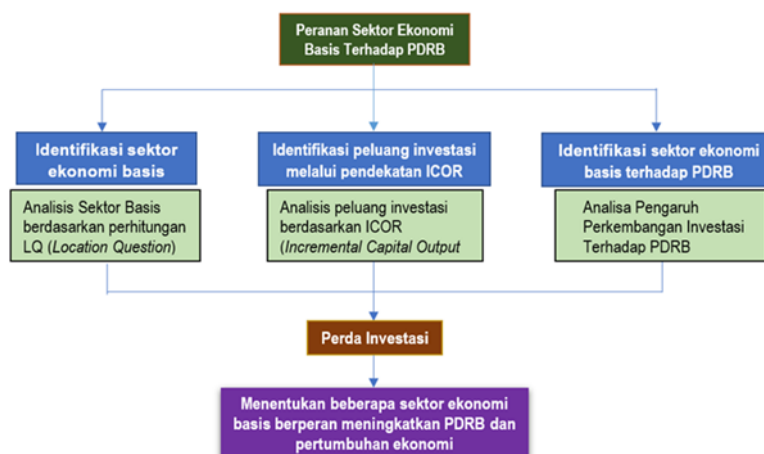 Peranan Sektor Ekonomi
Basis Terhadap PDRB
Identifikasi sektor
ekonomi basis
Analisis Sektor Basis
berdasarkan perhitungan
LQ (Location Question)
Identifikasi peluang investasi
melalui pendekatan ICOR
Analisis peluang investasi
berdasarkan ICOR
(Incremental Capital Output
Identifikasi sektor ekonomi
basis terhadap PDRB
Analisa Pengaruh
Perkembangan Investasi
Terhadap PDRB
Perda Investasi
Menentukan beberapa sektor ekonomi
basis berperan meningkatkan PDRB dan
pertumbuhan ekonomi